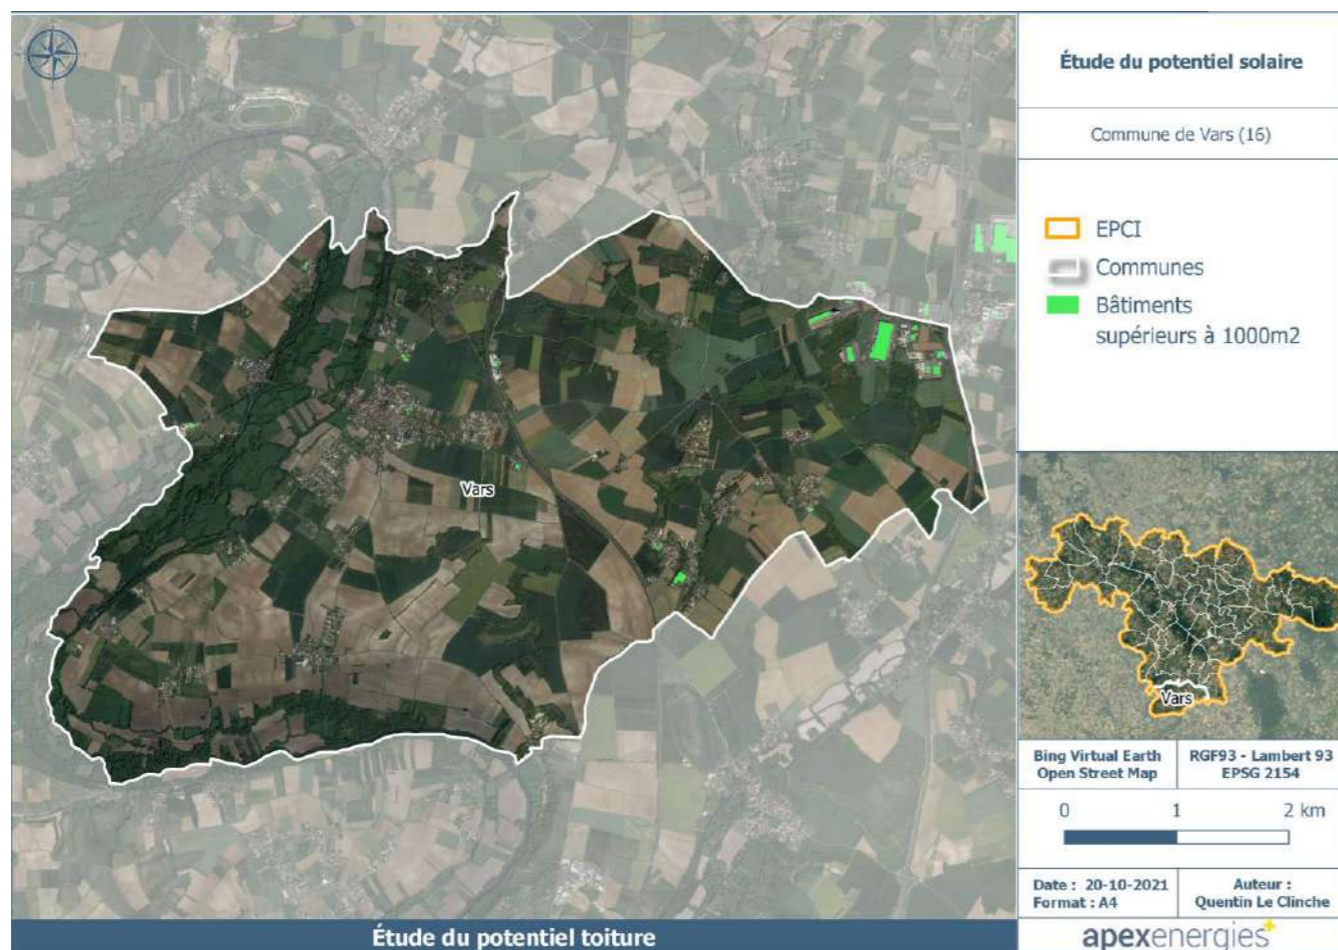 Étude du potentiel solaire
Commune de Vars (16)
EPCI
Communes
Bâtiments
supérieurs à 1000m2
Vars
Vars
Bing Virtual Earth
Open Street Map
RGF93 - Lambert 93
EPSG 2154
0 1 2 km
Date : 20-10-2021
Format : A4
Auteur :
Quentin Le Clinche
Étude du potentiel toiture
apexenergies